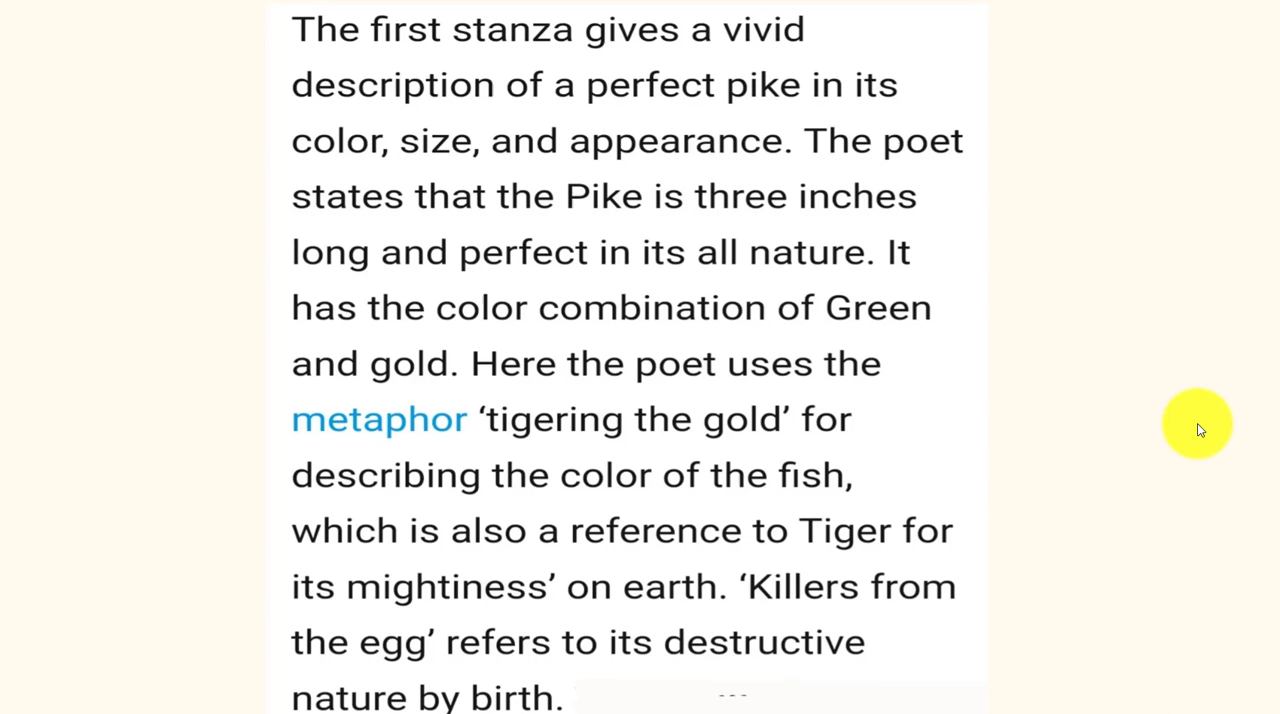 The first stanza gives a vivid
description of a perfect pike in its
color, size, and appearance. The poet
states that the Pike is three inches
long and perfect in its all nature. It
has the color combination of Green
and gold. Here the poet uses the
metaphor ‘tigering the gold’ for
describing the color of the fish,
which is also a reference to Tiger for
its mightiness’ on earth. ‘Killers from
the egg’ refers to its destructive
nature by birth.
---